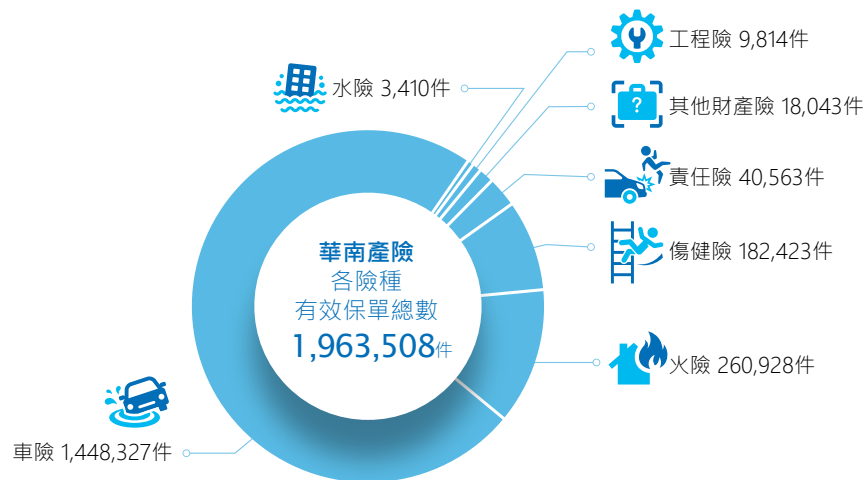 工程險 9,814件
水險 3,410件
其他財產險 18,043件
?
責任險 40,563件
傷健險 182,423件
華南產險
各險種
有效保單總數
1,963,508件
火險 260,928件
車險 1,448,327件